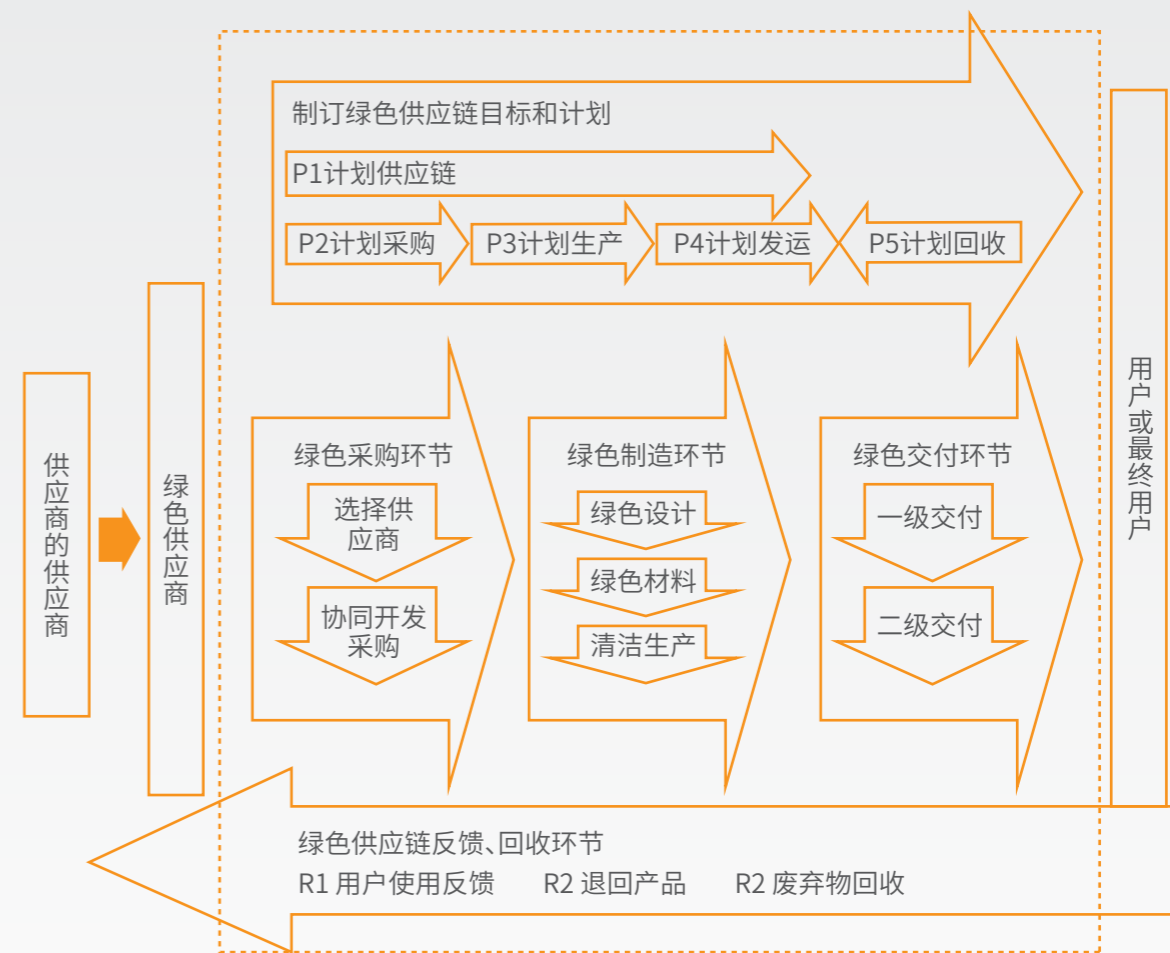 制订绿色供应链目标和计划
P1计划供应链
P2计划采购
P3计划生产
P4计划发运
P5计划回收
供应商的供应商
绿色供应商
绿色采购环节
选择供
应商
协同开发
采购
绿色制造环节
绿色设计
绿色材料
清洁生产
绿色交付环节
一级交付
二级交付
用户或最终用户
绿色供应链反馈、回收环节
R1 用户使用反馈 R2 退回产品 R2 废弃物回收